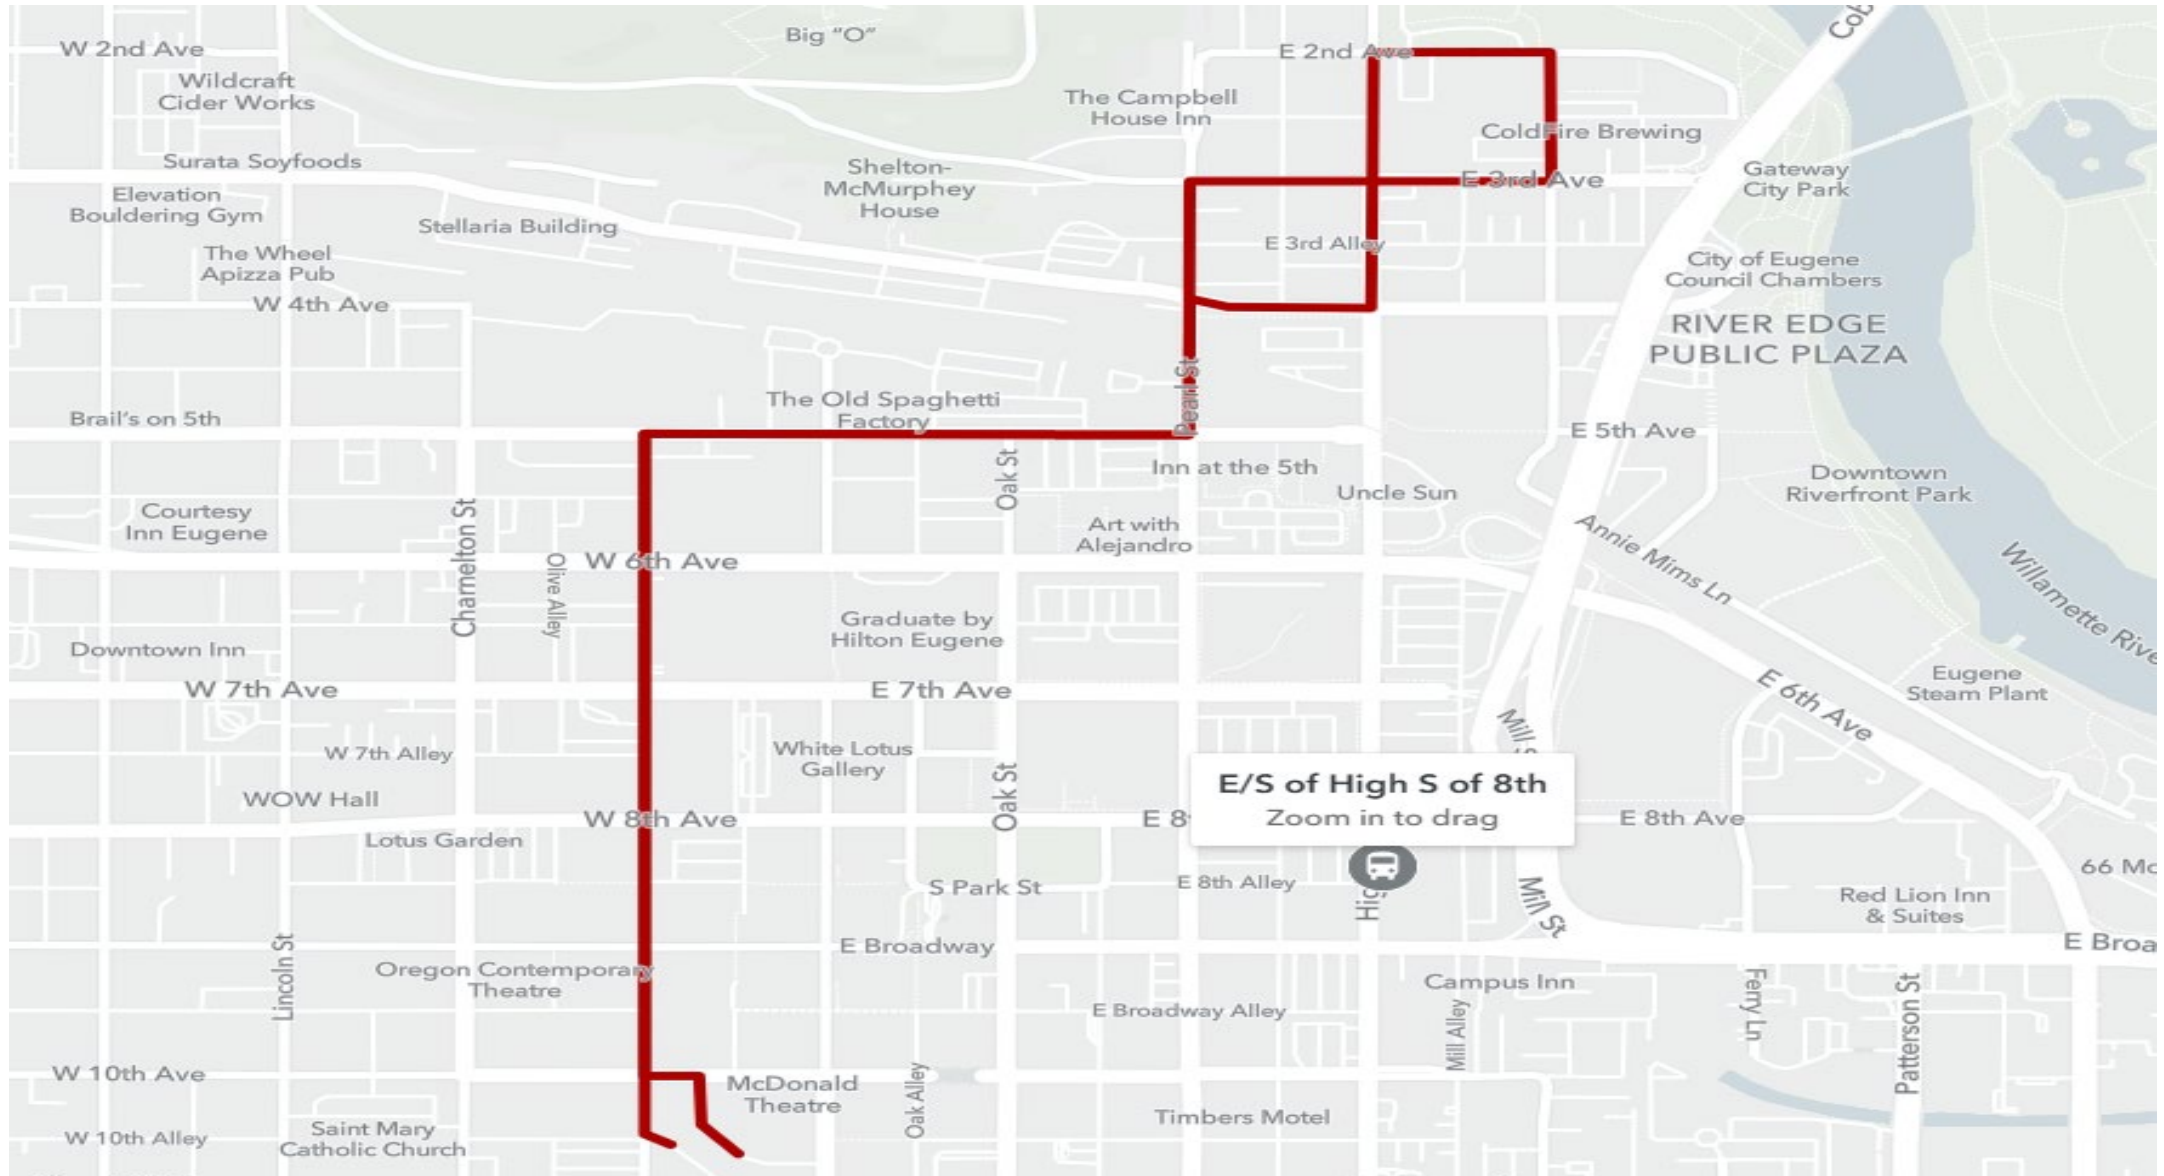 Big “O”
W 2nd Ave
E 2nd Ave
Wildcraft
Cider Works
The Campbell
House Inn
ColdFire Brewing
Surata Soyfoods
Shelton-
McMurphey
House
E 3rd Ave
Gateway
City Park
Elevation
Bouldering Gym
Stellaria Building
E 3rd Alley
The Wheel
Apizza Pub
City of Eugene
Council Chambers
W 4th Ave
RIVER EDGE
PUBLIC PLAZA
Pearl St
The Old Spaghetti
Factory
Brail’s on 5th
E 5th Ave
Oak St
Inn at the 5th
Uncle Sun
Downtown
Riverfront Park
Courtesy
Inn Eugene
Charnelton St
Art with
Alejandro
Annie Mims Ln
Olive Alley
W 6th Ave
Willamette Rive
Graduate by
Hilton Eugene
Downtown Inn
Eugene
Steam Plant
W 7th Ave
E 7th Ave
E 6th Ave
W 7th Alley
White Lotus
Gallery
Mill S
WOW Hall
Oak St
E/S of High S of 8th
Zoom in to drag
W 8th Ave
E 8
E 8th Ave
Lotus Garden
S Park St
E 8th Alley
Hig
Mill St
66 Mo
Red Lion Inn
& Suites
E Broadway
E Broa
Lincoln St
Oregon Contemporary
Theatre
Campus Inn
E Broadway Alley
Mill Alley
Ferry Ln
Patterson St
W 10th Ave
McDonald
Theatre
Oak Alley
Timbers Motel
W 10th Alley
Saint Mary
Catholic Church